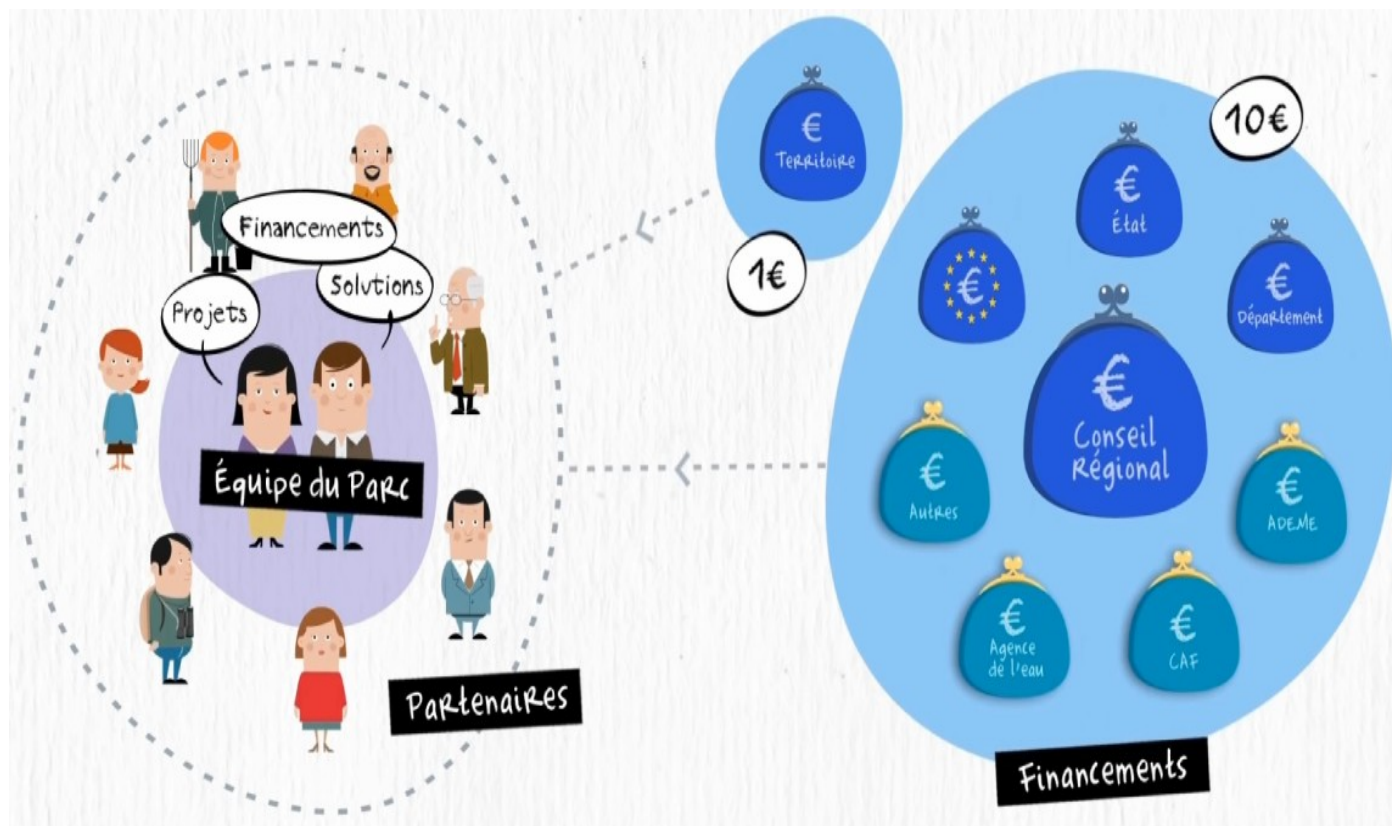 Financements
Solutions
Projets
Équipe du Parc
Partenaires
€
Territoire
1€
10€
€
État
€
€
Département
€
Conseil
Régional
€
Autres
€
ADEME
€
Agence
de l'eau
€
CAF
Financements